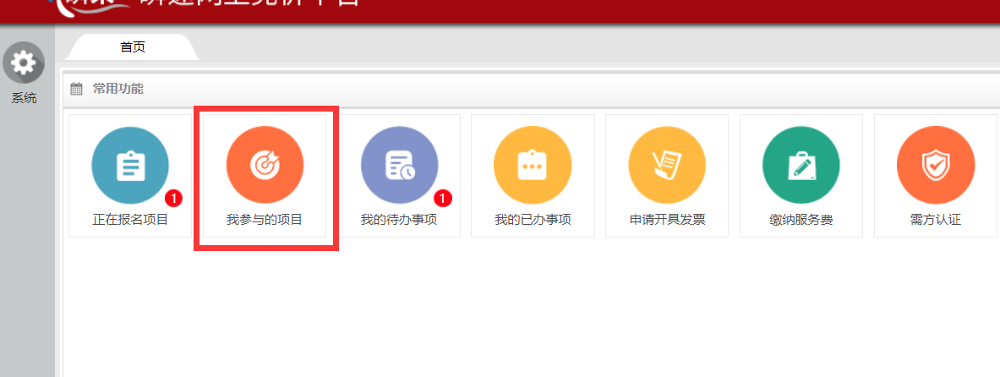 首页
系统
常用功能
1
1
正在报名项目
我参与的项目
我的待办事项
我的已办事项
申请开具发票
缴纳服务费
需方认证